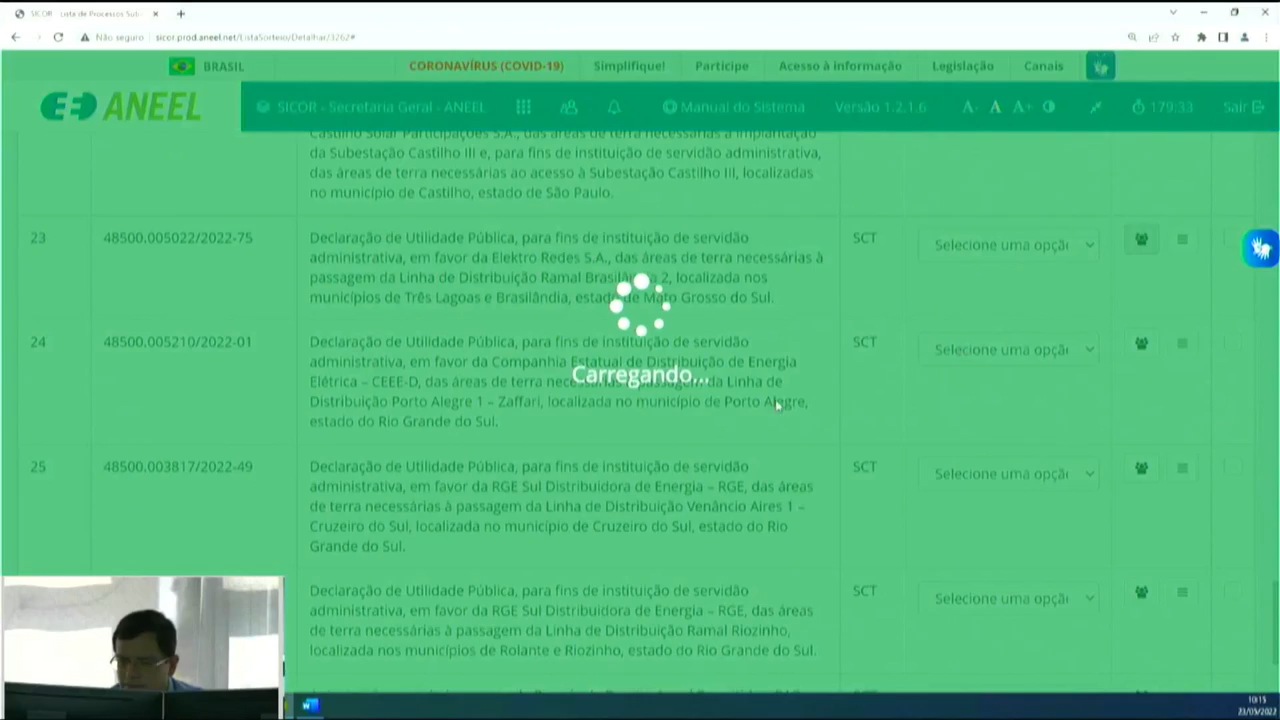 SICOR - Lista de Processos Sub
Não seguro
sicor.prod.aneel.net/ListaSorteio/Detalhar/3262#
BRASIL
CORONAVÍRUS (COVID-19)
Simplifique!
Participe
Acesso à informação
Legislação
Canais
ANEEL
SICOR - Secretaria Geral - ANEEL
Manual do Sistema
Versão 1.2.1.6
A-
A
A+
179:33
Sair
Castilho Solar Participações S.A., das áreas de terra necessárias à implantação
da Subestação Castilho III e, para fins de instituição de servidão administrativa,
das áreas de terra necessárias ao acesso à Subestação Castilho III, localizadas
no município de Castilho, estado de São Paulo.
23
48500.005022/2022-75
Declaração de Utilidade Pública, para fins de instituição de servidão
administrativa, em favor da Elektro Redes S.A., das áreas de terra necessárias à
passagem da Linha de Distribuição Ramal Brasilândia 2, localizada nos
municípios de Três Lagoas e Brasilândia, estado de Mato Grosso do Sul.
SCT
Selecione uma opçã
24
48500.005210/2022-01
Declaração de Utilidade Pública, para fins de instituição de servidão
administrativa, em favor da Companhia Estatual de Distribuição de Energia
Elétrica – CEEE-D, das áreas de terra necessárias à passagem da Linha de
Distribuição Porto Alegre 1 – Zaffari, localizada no município de Porto Alegre,
estado do Rio Grande do Sul.
SCT
Selecione uma opçã
Carregando...
25
48500.003817/2022-49
Declaração de Utilidade Pública, para fins de instituição de servidão
administrativa, em favor da RGE Sul Distribuidora de Energia – RGE, das áreas
de terra necessárias à passagem da Linha de Distribuição Venâncio Aires 1 –
Cruzeiro do Sul, localizada no município de Cruzeiro do Sul, estado do Rio
Grande do Sul.
SCT
Selecione uma opçã
Declaração de Utilidade Pública, para fins de instituição de servidão
administrativa, em favor da RGE Sul Distribuidora de Energia – RGE, das áreas
de terra necessárias à passagem da Linha de Distribuição Ramal Riozinho,
localizada nos municípios de Rolante e Riozinho, estado do Rio Grande do Sul.
SCT
Selecione uma opçã
10:15
23/05/2022